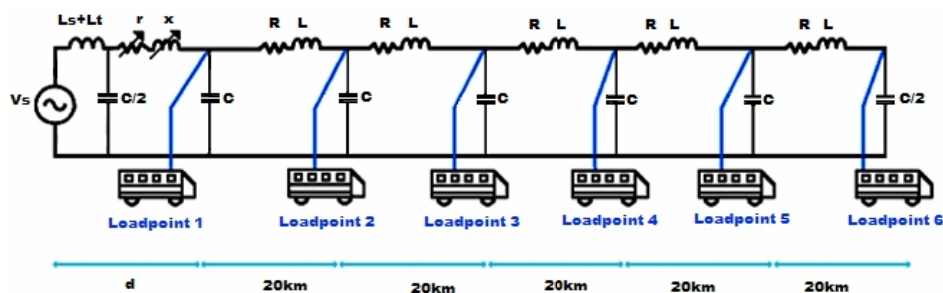 Ls+Lt r x R L R L R L R L R L
Vs C/2 C C C C C C/2
Loadpoint 1 Loadpoint 2 Loadpoint 3 Loadpoint 4 Loadpoint 5 Loadpoint 6
d 20km 20km 20km 20km 20km